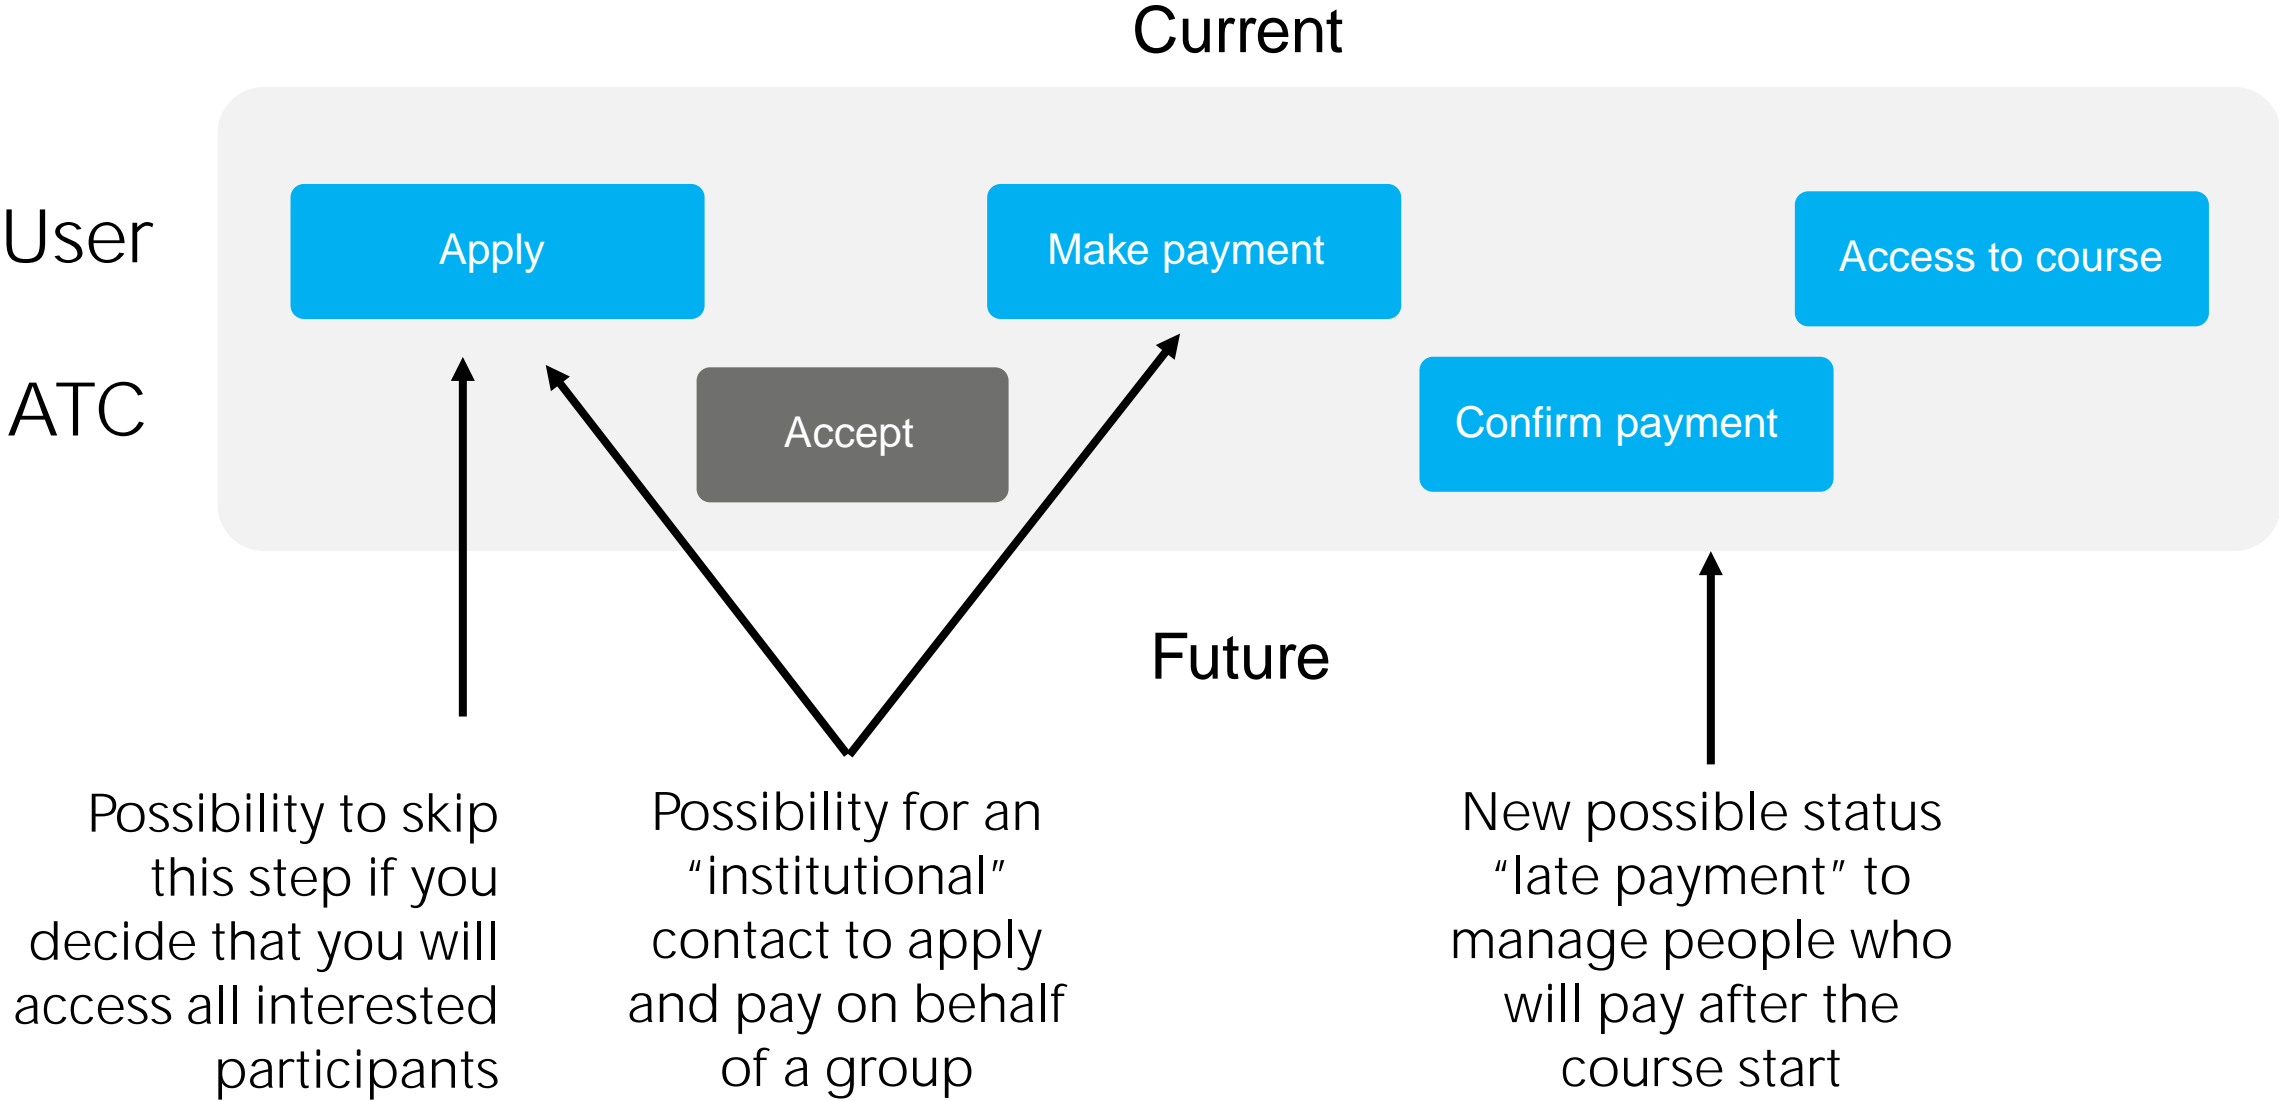 Current
User
Apply
Make payment
Access to course
ATC
Accept
Confirm payment
Future
Possibility to skip
this step if you
decide that you will
access all interested
participants
Possibility for an
“institutional”
contact to apply
and pay on behalf
of a group
New possible status
“late payment” to
manage people who
will pay after the
course start